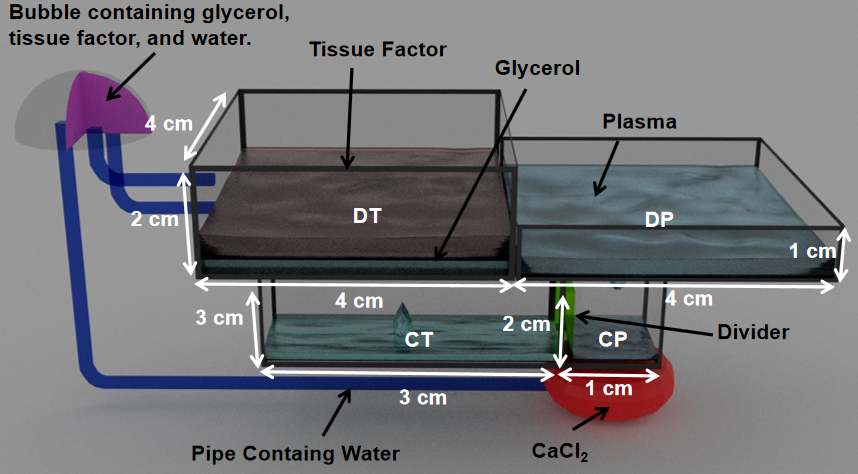 Bubble containing glycerol,
tissue factor, and water.
Tissue Factor
Glycerol
4 cm
Plasma
2 cm
DT
DP
1 cm
4 cm
4 cm
3 cm
2 cm
CT
CP
Divider
3 cm
1 cm
Pipe Containg Water
CaCl₂